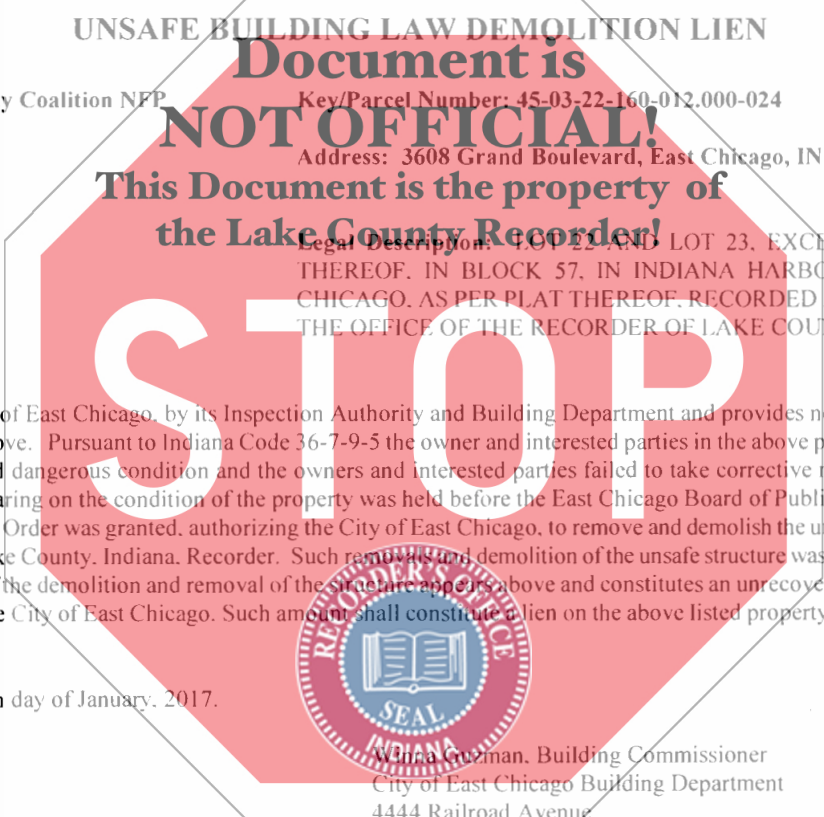 UNSAFE BUILDING LAW DEMOLITION LIEN
Document is
y Coalition NFP Key/Parcel Number: 45-03-22-160-012.000-024
NOT OFFICIAL!
Address: 3608 Grand Boulevard, East Chicago, IN
This Document is the property of
the Lake County Recorder!
Legal Description: LOT 22 AND LOT 23, EXCE
THEREOF, IN BLOCK 57, IN INDIANA HARBO
CHICAGO, AS PER PLAT THEREOF, RECORDED
THE OFFICE OF THE RECORDER OF LAKE COU
STOP
of East Chicago, by its Inspection Authority and Building Department and provides n
ve. Pursuant to Indiana Code 36-7-9-5 the owner and interested parties in the above p
d dangerous condition and the owners and interested parties failed to take corrective
aring on the condition of the property was held before the East Chicago Board of Publi
Order was granted, authorizing the City of East Chicago, to remove and demolish the u
ke County, Indiana, Recorder. Such removals and demolition of the unsafe structure was
f the demolition and removal of the structure appears above and constitutes an unrecove
e City of East Chicago. Such amount shall constitute a lien on the above listed property
RECORDER'S OFFICE
SEAL
INDIANA
n day of January, 2017.
Winna Guzman, Building Commissioner
City of East Chicago Building Department
4444 Railroad Avenue